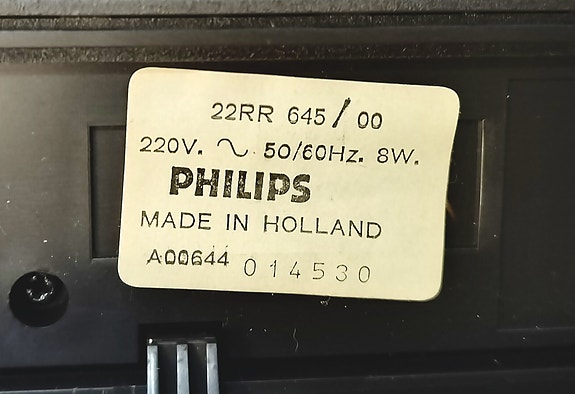 22RR 645/00
220V. ~ 50/60Hz. 8W.
PHILIPS
MADE IN HOLLAND
A00644 014530